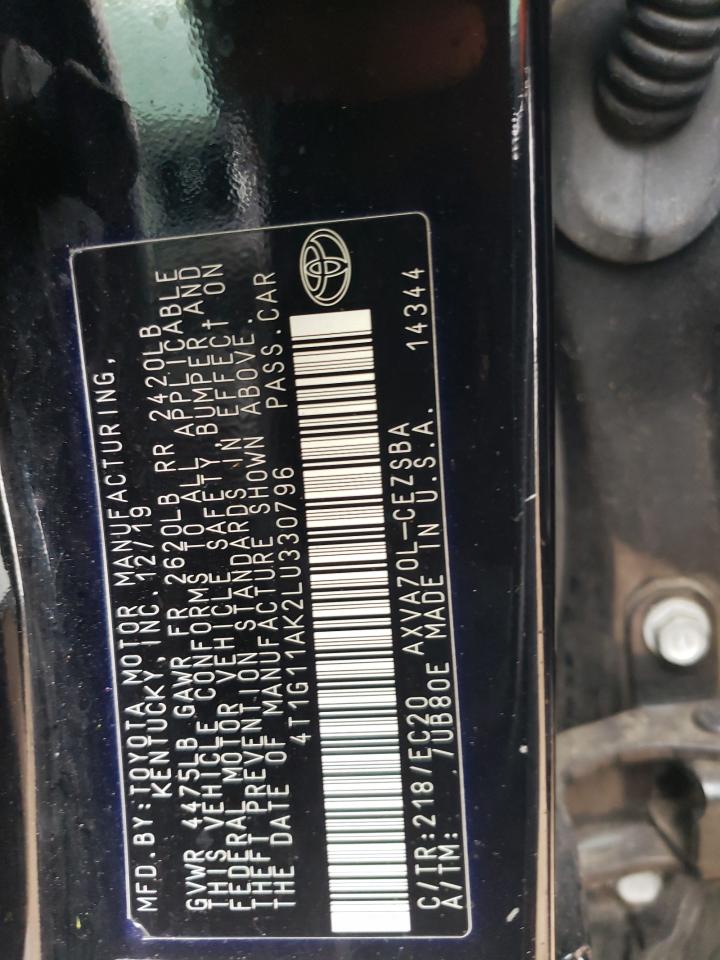 MFD.BY:TOYOTA MOTOR MANUFACTURING,
KENTUCKY, INC. 12/19
GVWR 4475LB GAWR FR 2620LB RR 2420LB
THIS VEHICLE CONFORMS TO ALL APPLICABLE
FEDERAL MOTOR VEHICLE SAFETY, BUMPER, AND
THEFT PREVENTION STANDARDS IN EFFECT ON
THE DATE OF MANUFACTURE SHOWN ABOVE.
4T1G11AK2LU330796 PASS.CAR
C/TR:218/EC20 AXVA70L-CEZSBA 14344
A/TM: /UB80E MADE IN U.S.A.